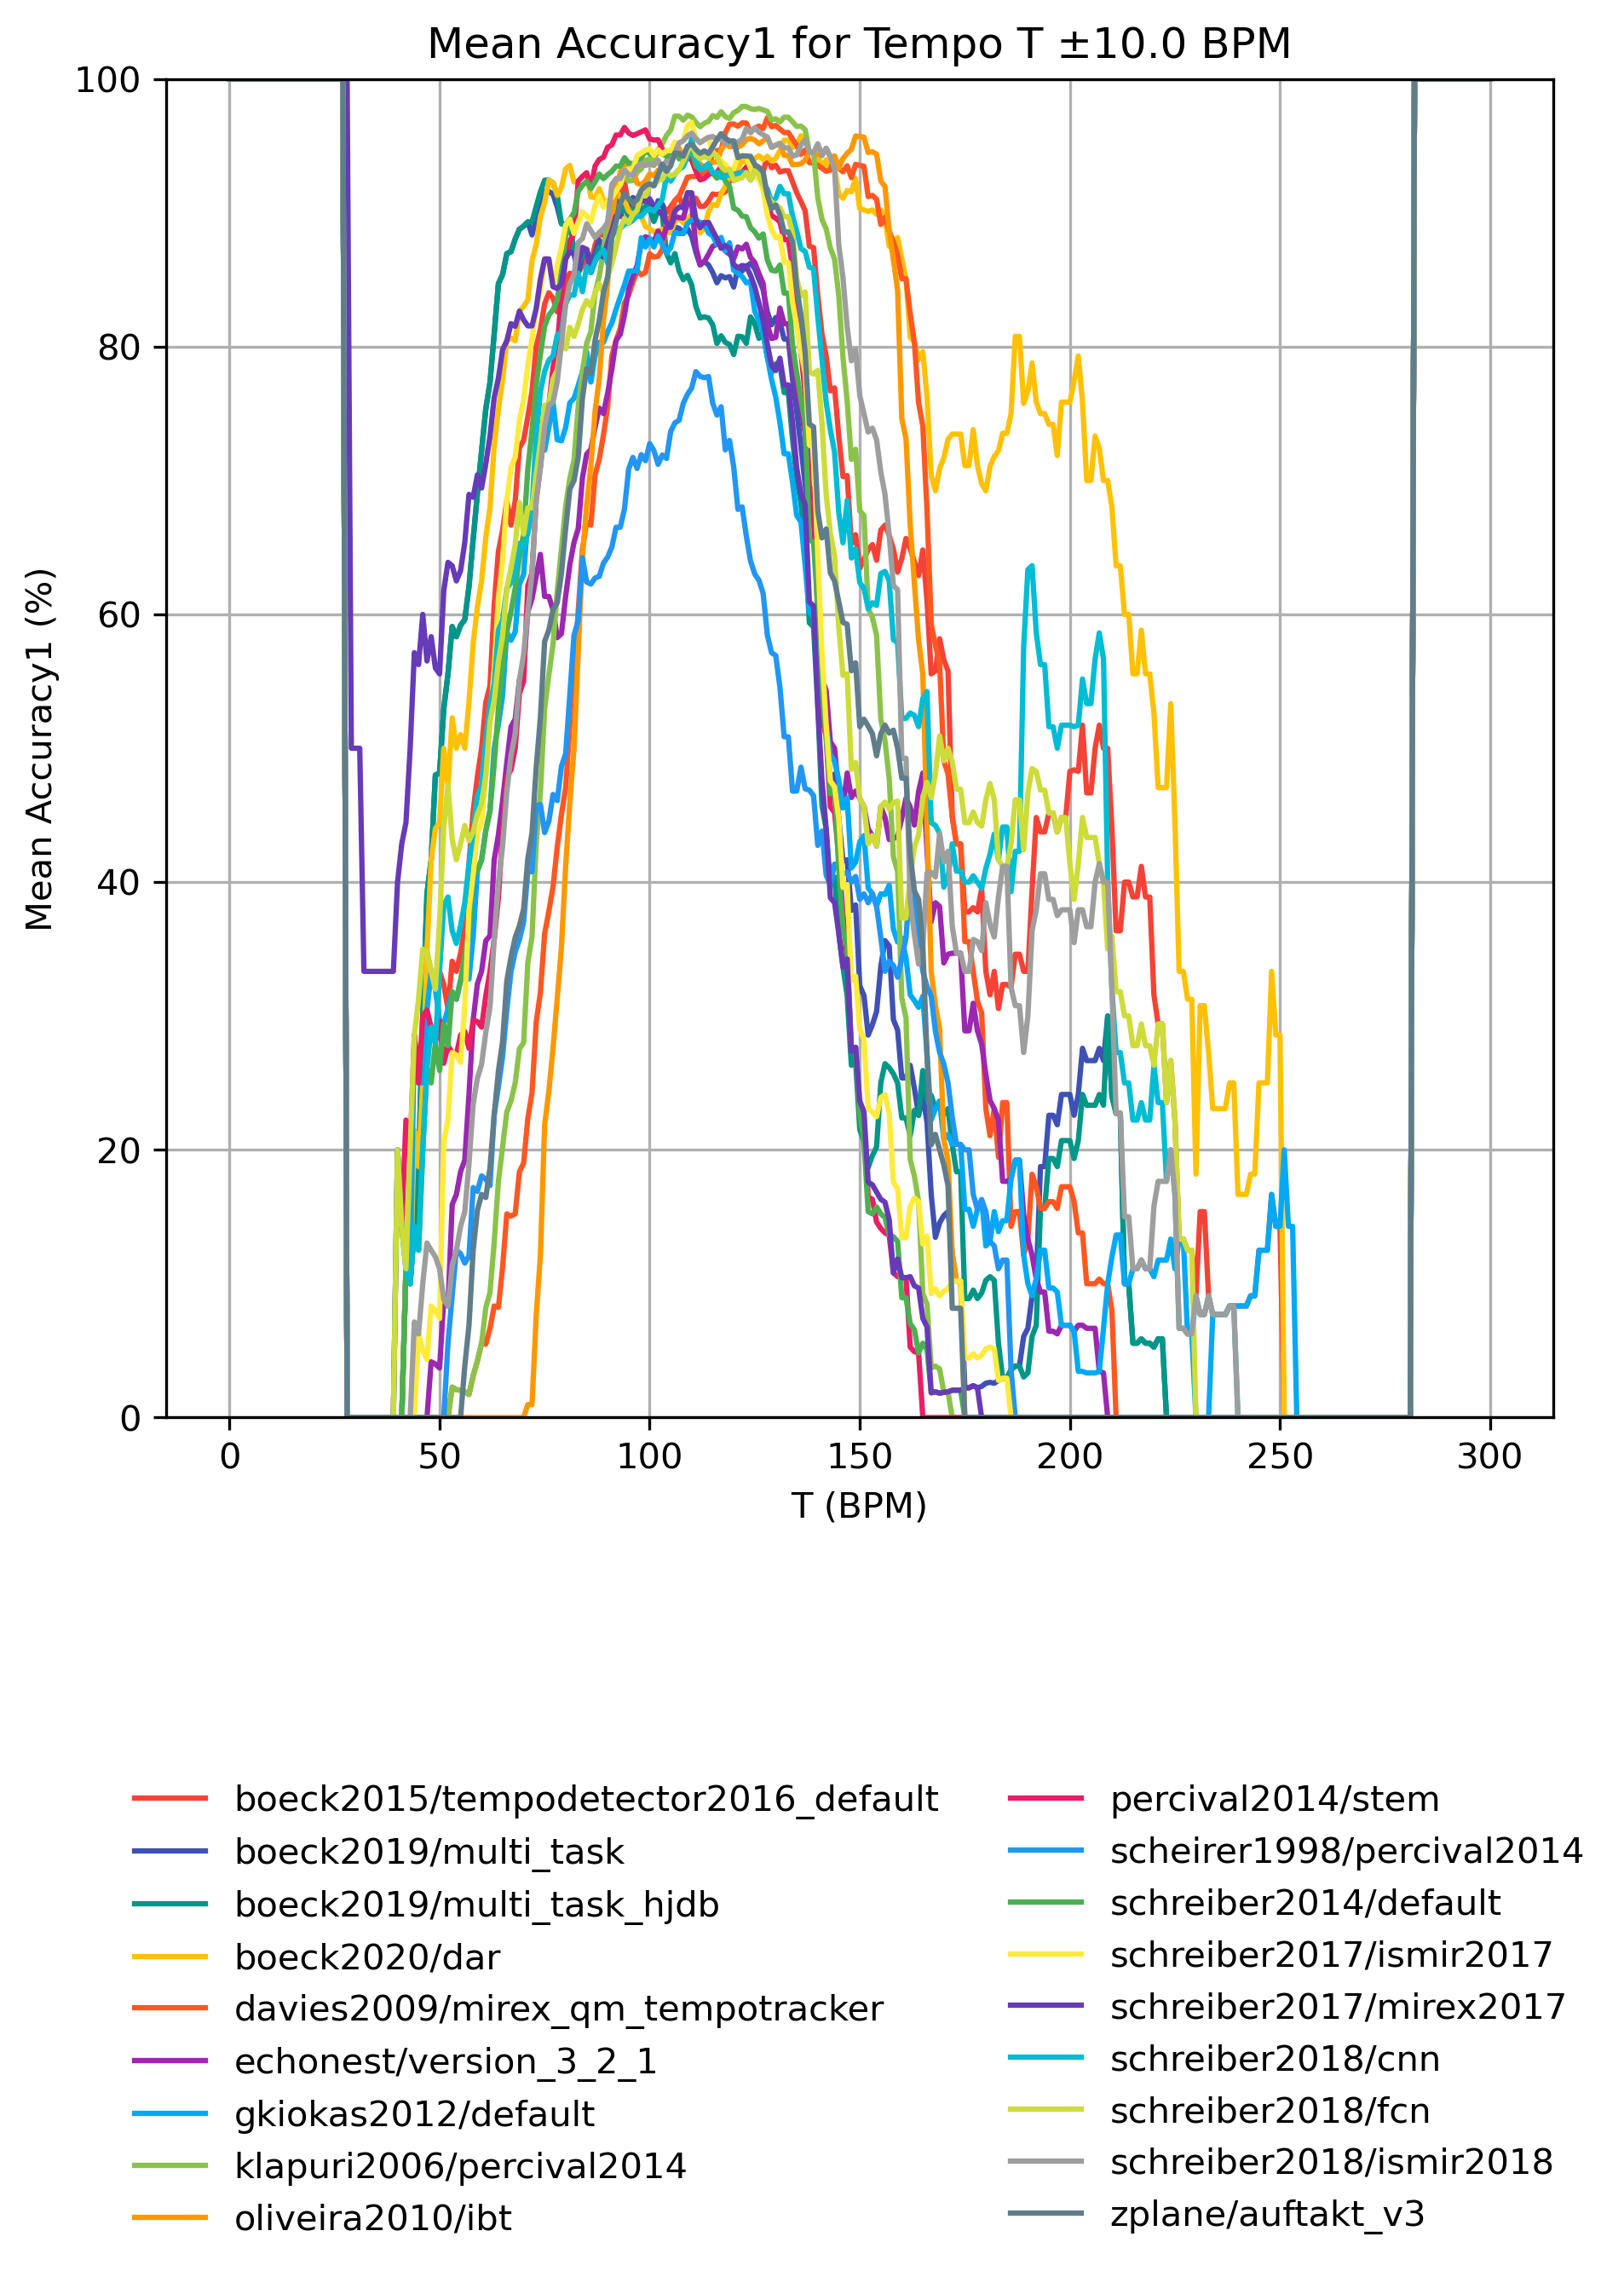 Mean Accuracy1 for Tempo T ±10.0 BPM
100
80
60
40
20
0
Mean Accuracy1 (%)
0 50 100 150 200 250 300
T (BPM)
boeck2015/tempodetector2016_default
boeck2019/multi_task
boeck2019/multi_task_hjdb
boeck2020/dar
davies2009/mirex_qm_tempotracker
echonest/version_3_2_1
gkiokas2012/default
klapuri2006/percival2014
oliveira2010/ibt
percival2014/stem
scheirer1998/percival2014
schreiber2014/default
schreiber2017/ismir2017
schreiber2017/mirex2017
schreiber2018/cnn
schreiber2018/fcn
schreiber2018/ismir2018
zplane/auftakt_v3